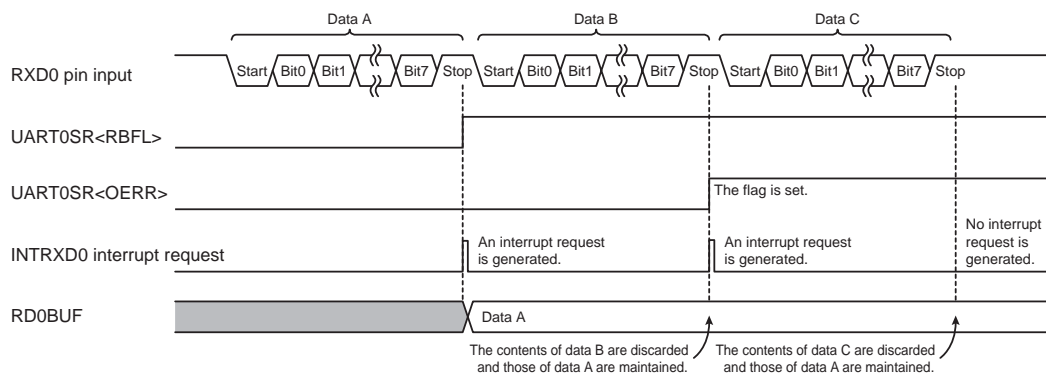 Data A Data B Data C
RXD0 pin input Start Bit0 Bit1 Bit7 Stop Start Bit0 Bit1 Bit7 Stop Start Bit0 Bit1 Bit7 Stop
UART0SR<RBFL>
UART0SR<OERR> The flag is set.
INTRXD0 interrupt request
An interrupt request
is generated.
An interrupt request
is generated.
No interrupt
request is
generated.
RD0BUF Data A
The contents of data B are discarded
and those of data A are maintained.
The contents of data C are discarded
and those of data A are maintained.